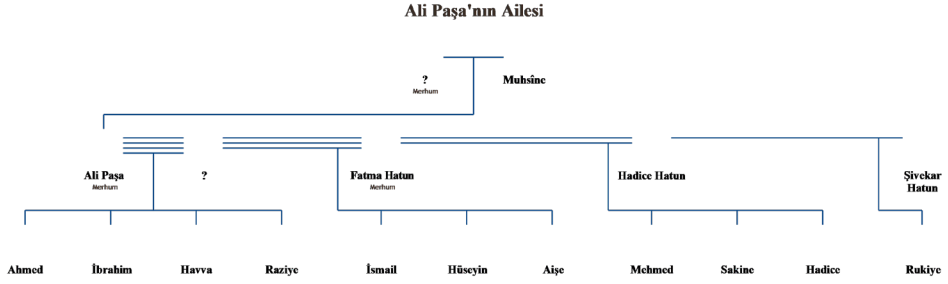 Ali Paşa'nın Ailesi
? Muhsîne
Merhum
Ali Paşa ? Fatma Hatun Hadice Hatun Şivekar
Merhum Merhum Hatun
Ahmed İbrahim Havva Raziye İsmail Hüseyin Aişe Mehmed Sakine Hadice Rukiye